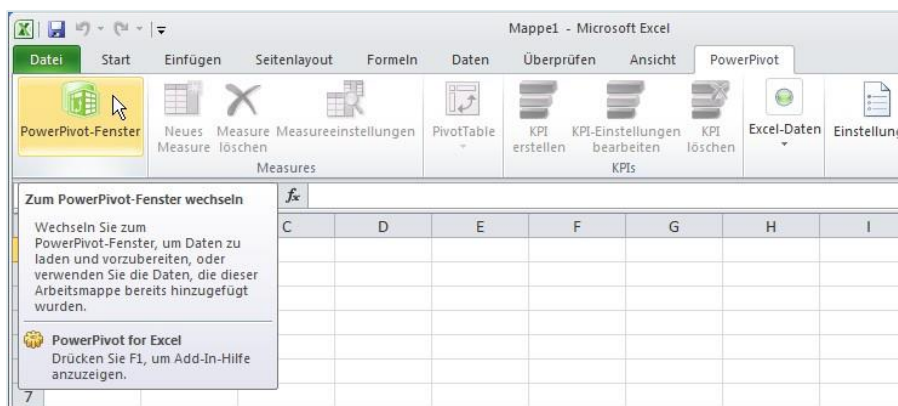 Mappe1 - Microsoft Excel
Datei Start Einfügen Seitenlayout Formeln Daten Überprüfen Ansicht PowerPivot
PowerPivot-Fenster
Neues Measure
Measure löschen
Measureeinstellungen
Measures
PivotTable
KPI erstellen
KPI-Einstellungen bearbeiten
KPI löschen
KPIs
Excel-Daten
fx
C D E F G H I
Zum PowerPivot-Fenster wechseln
Wechseln Sie zum
PowerPivot-Fenster, um Daten zu
laden und vorzubereiten, oder
verwenden Sie die Daten, die dieser
Arbeitsmappe bereits hinzugefügt
wurden.
PowerPivot for Excel
Drücken Sie F1, um Add-In-Hilfe
anzuzeigen.
7